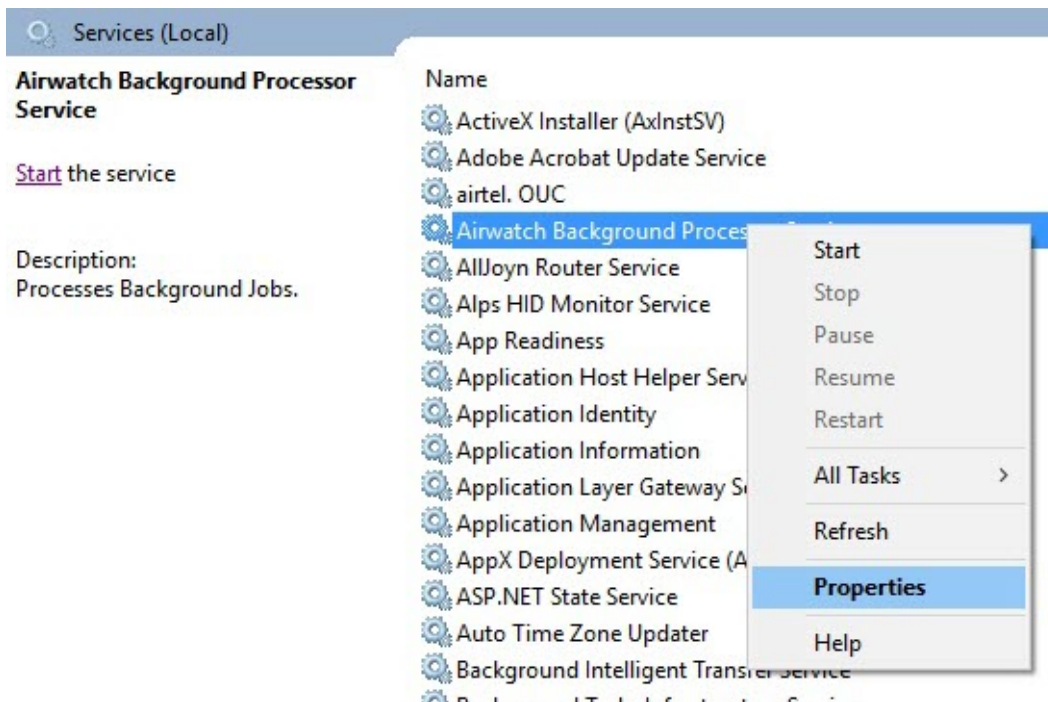 Services (Local)
Airwatch Background Processor
Service
Start the service
Description:
Processes Background Jobs.
Name
ActiveX Installer (AxInstSV)
Adobe Acrobat Update Service
airtel. OUC
Airwatch Background Proces
AllJoyn Router Service
Alps HID Monitor Service
App Readiness
Application Host Helper Serv
Application Identity
Application Information
Application Layer Gateway S
Application Management
AppX Deployment Service (A
ASP.NET State Service
Auto Time Zone Updater
Background Intelligent Transfer Service
Start
Stop
Pause
Resume
Restart
All Tasks >
Refresh
Properties
Help